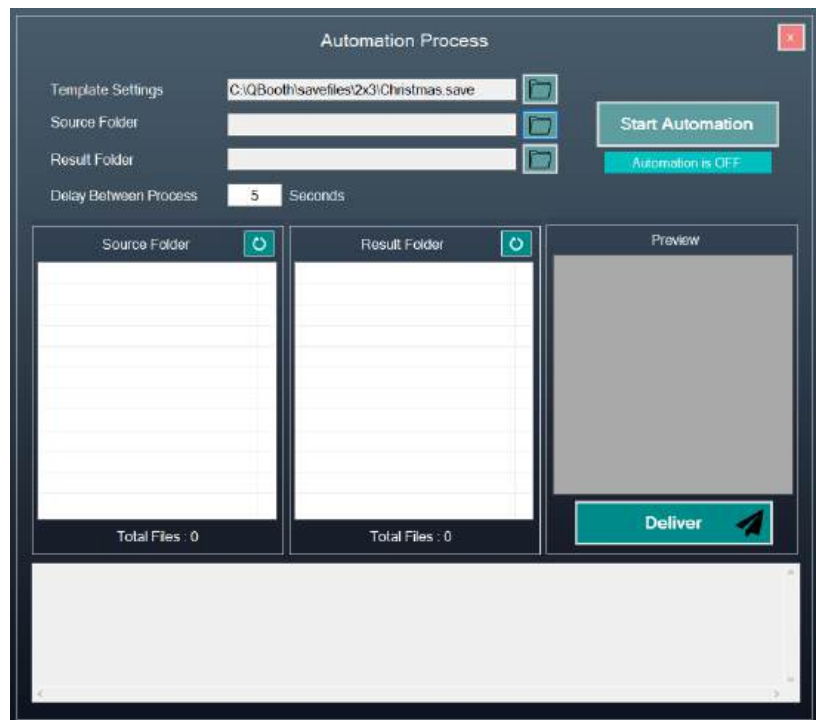 Automation Process
x
Template Settings C:\QBooth\savefiles\2x3\Christmas.save
Source Folder
Start Automation
Result Folder
Automation is OFF
Delay Between Process 5 Seconds
Source Folder
Result Folder
Preview
Total Files : 0
Total Files : 0
Deliver